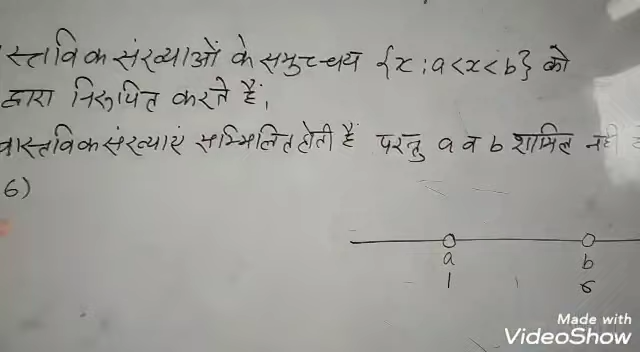 स्तविक संख्याओं के समुच्चय {x : a < x < b} को
द्वारा निरूपित करते हैं।
वास्तविक संख्याएं सम्मिलित होती हैं परन्तु a व b शामिल नही
6)
a b
1 6
Made with
VideoShow